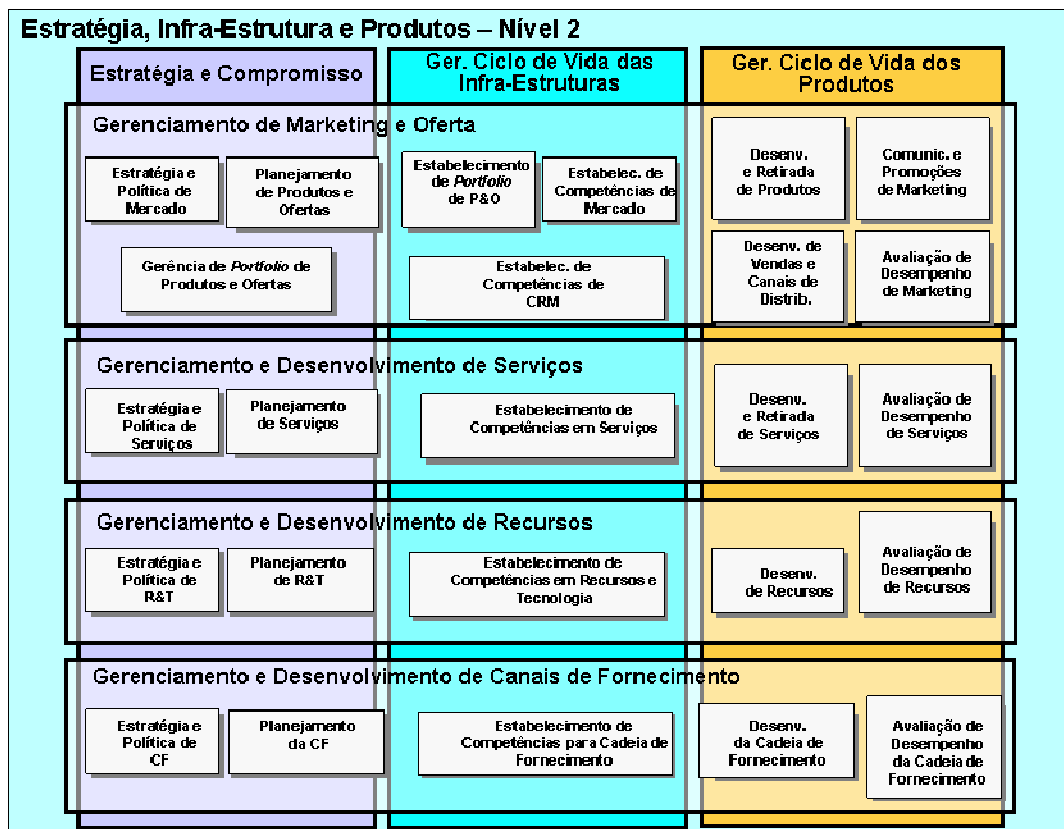 Estratégia, Infra-Estrutura e Produtos – Nível 2
Estratégia e Compromisso
Ger. Ciclo de Vida das
Infra-Estruturas
Ger. Ciclo de Vida dos
Produtos
Gerenciamento de Marketing e Oferta
Estratégia e
Política de
Mercado
Planejamento
de Produtos e
Ofertas
Estabelecimento
de Portfolio
de P&O
Estabelec. de
Competências de
Mercado
Desenv.
e Retirada
de Produtos
Comunic. e
Promoções
de Marketing
Gerência de Portfolio de
Produtos e Ofertas
Estabelec. de
Competências de
CRM
Desenv. de
Vendas e
Canais de
Distrib.
Avaliação de
Desempenho
de Marketing
Gerenciamento e Desenvolvimento de Serviços
Estratégia e
Política de
Serviços
Planejamento
de Serviços
Estabelecimento de
Competências em Serviços
Desenv.
e Retirada
de Serviços
Avaliação de
Desempenho
de Serviços
Gerenciamento e Desenvolvimento de Recursos
Estratégia e
Política de
R&T
Planejamento
de R&T
Estabelecimento de
Competências em Recursos e
Tecnologia
Desenv.
de Recursos
Avaliação de
Desempenho
de Recursos
Gerenciamento e Desenvolvimento de Canais de Fornecimento
Estratégia e
Política de
CF
Planejamento
da CF
Estabelecimento de
Competências para Cadeia de
Fornecimento
Desenv.
da Cadeia de
Fornecimento
Avaliação de
Desempenho
da Cadeia de
Fornecimento